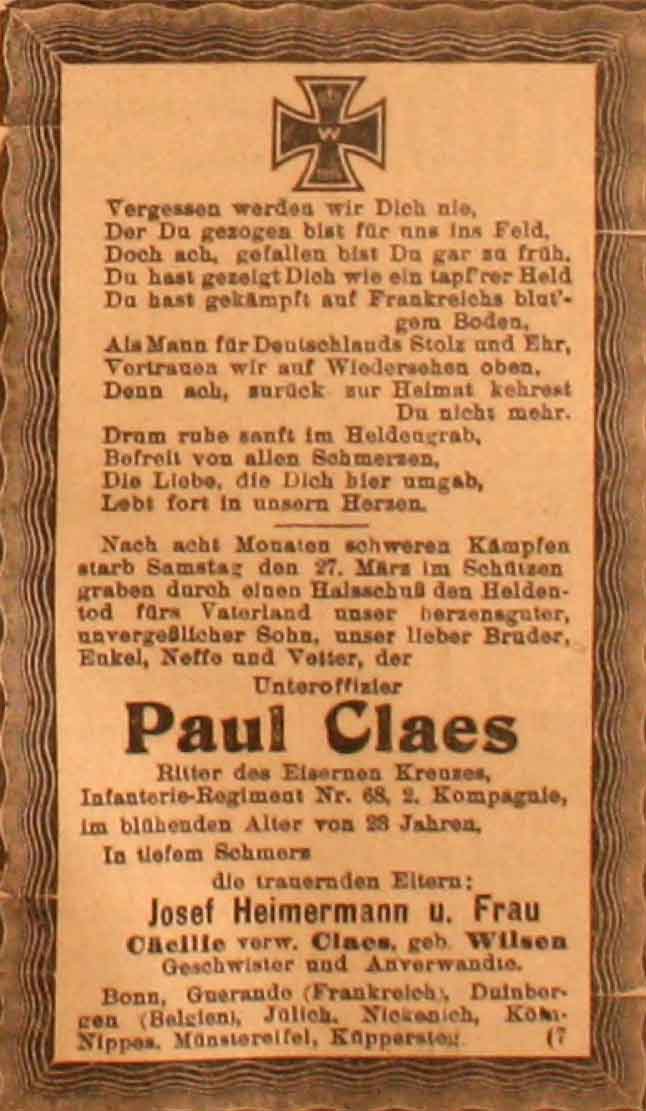 W
Vergessen werden wir Dich nie,
Der Du gezogen bist für uns ins Feld,
Doch ach, gefallen bist Du gar zu früh.
Du hast gezeigt Dich wie ein tapf'rer Held
Du hast gekämpft auf Frankreichs blut'-
gem Boden,
Als Mann für Deutschlands Stolz und Ehr,
Vertrauen wir auf Wiedersehen oben,
Denn ach, zurück zur Heimat kehrest
Du nicht mehr.
Drum ruhe sanft im Heldengrab,
Befreit von allen Schmerzen,
Die Liebe, die Dich hier umgab,
Lebt fort in unsern Herzen.
Nach acht Monaten schweren Kämpfen
starb Samstag den 27. März im Schützen
graben durch einen Halsschuß den Helden-
tod fürs Vaterland unser herzensguter,
unvergeßlicher Sohn, unser lieber Bruder,
Enkel, Neffe und Vetter, der
Unteroffizier
Paul Claes
Ritter des Eisernen Kreuzes,
Infanterie-Regiment Nr. 68, 2. Kompagnie,
im blühenden Alter von 23 Jahren.
In tiefem Schmerz
die trauernden Eltern:
Josef Heimermann u. Frau
Cäcilie verw. Claes, geb. Wilsen
Geschwister und Anverwandte.
Bonn, Guerande (Frankreich), Duinber-
gen (Belgien), Jülich, Nickenich, Köln-
Nippes, Münstereifel, Küppersteg. (7